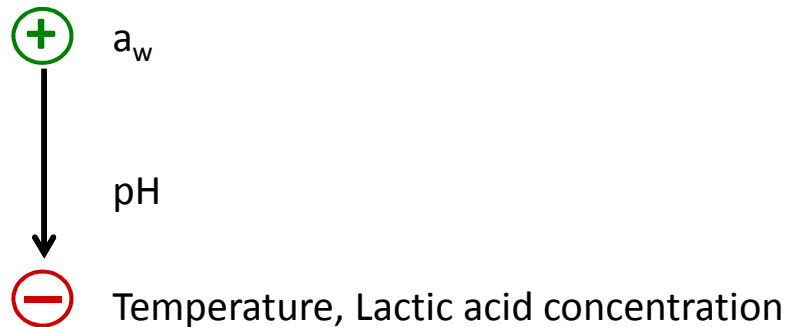 a_w
pH
Temperature, Lactic acid concentration